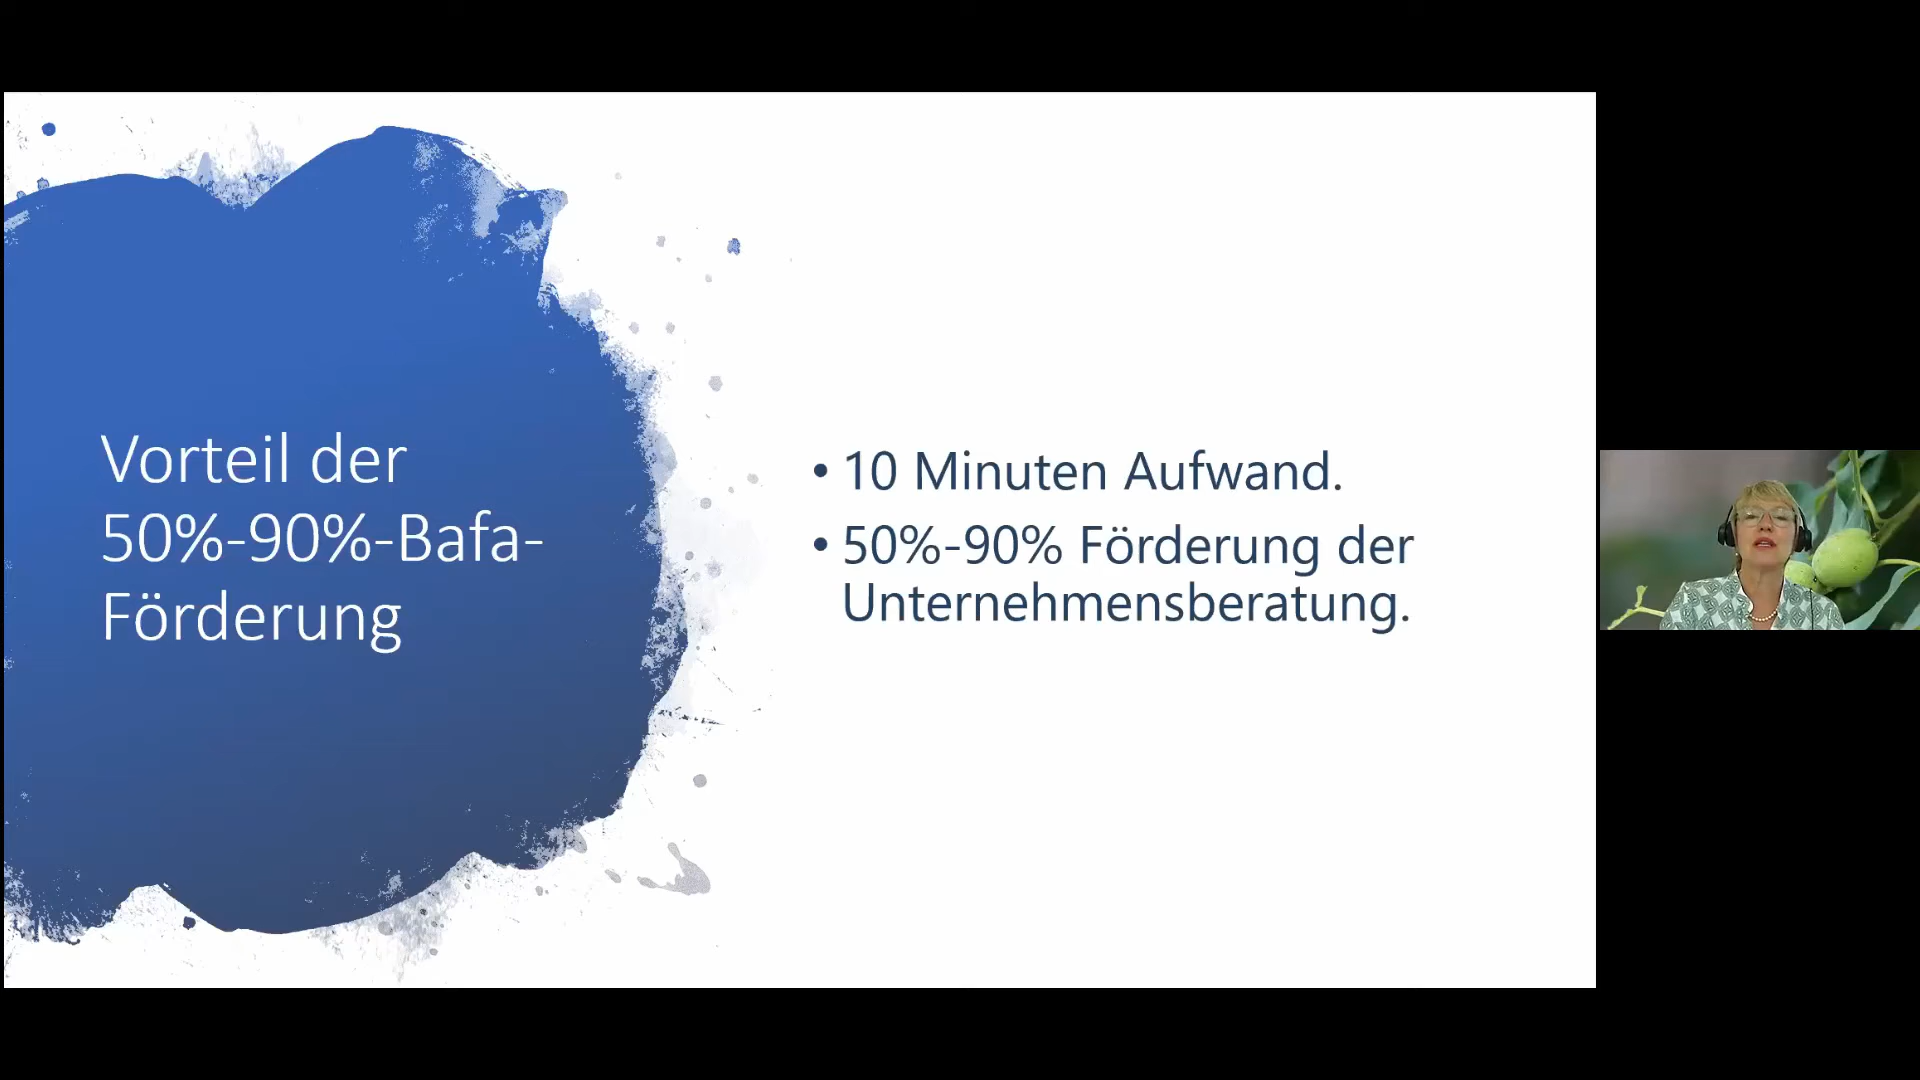 Vorteil der
50%-90%-Bafa-
Förderung
• 10 Minuten Aufwand.
• 50%-90% Förderung der
Unternehmensberatung.